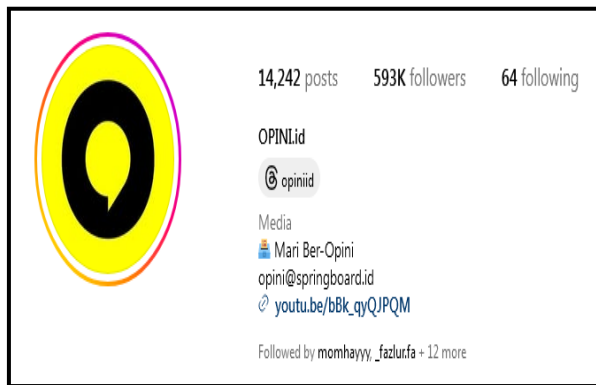 14,242 posts 593K followers 64 following
OPINI.id
opiniid
Media
Mari Ber-Opini
opini@springboard.id
youtu.be/bBk_qyQJPQM
Followed by momhayyy, _fazlur.fa + 12 more